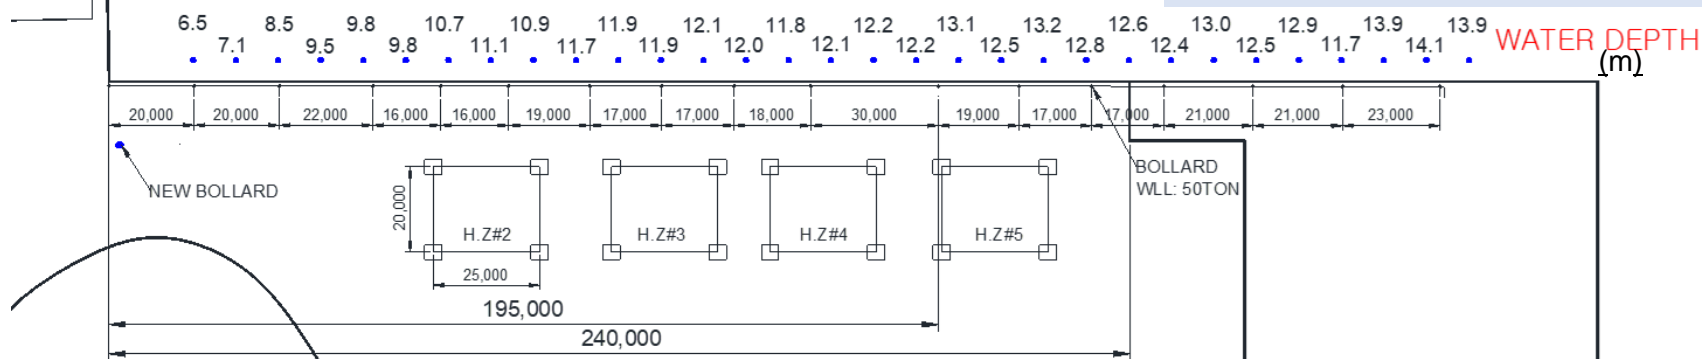 6.5 8.5 9.8 10.7 10.9 11.9 12.1 11.8 12.2 13.1 13.2 12.6 13.0 12.9 13.9 13.9
7.1 9.5 9.8 11.1 11.7 11.9 12.0 12.1 12.2 12.5 12.8 12.4 12.5 11.7 14.1
WATER DEPTH
(m)
20,000 20,000 22,000 16,000 16,000 19,000 17,000 17,000 18,000 30,000 19,000 17,000 17,000 21,000 21,000 23,000
NEW BOLLARD
BOLLARD
WLL: 50TON
20,000
H.Z#2 H.Z#3 H.Z#4 H.Z#5
25,000
195,000
240,000